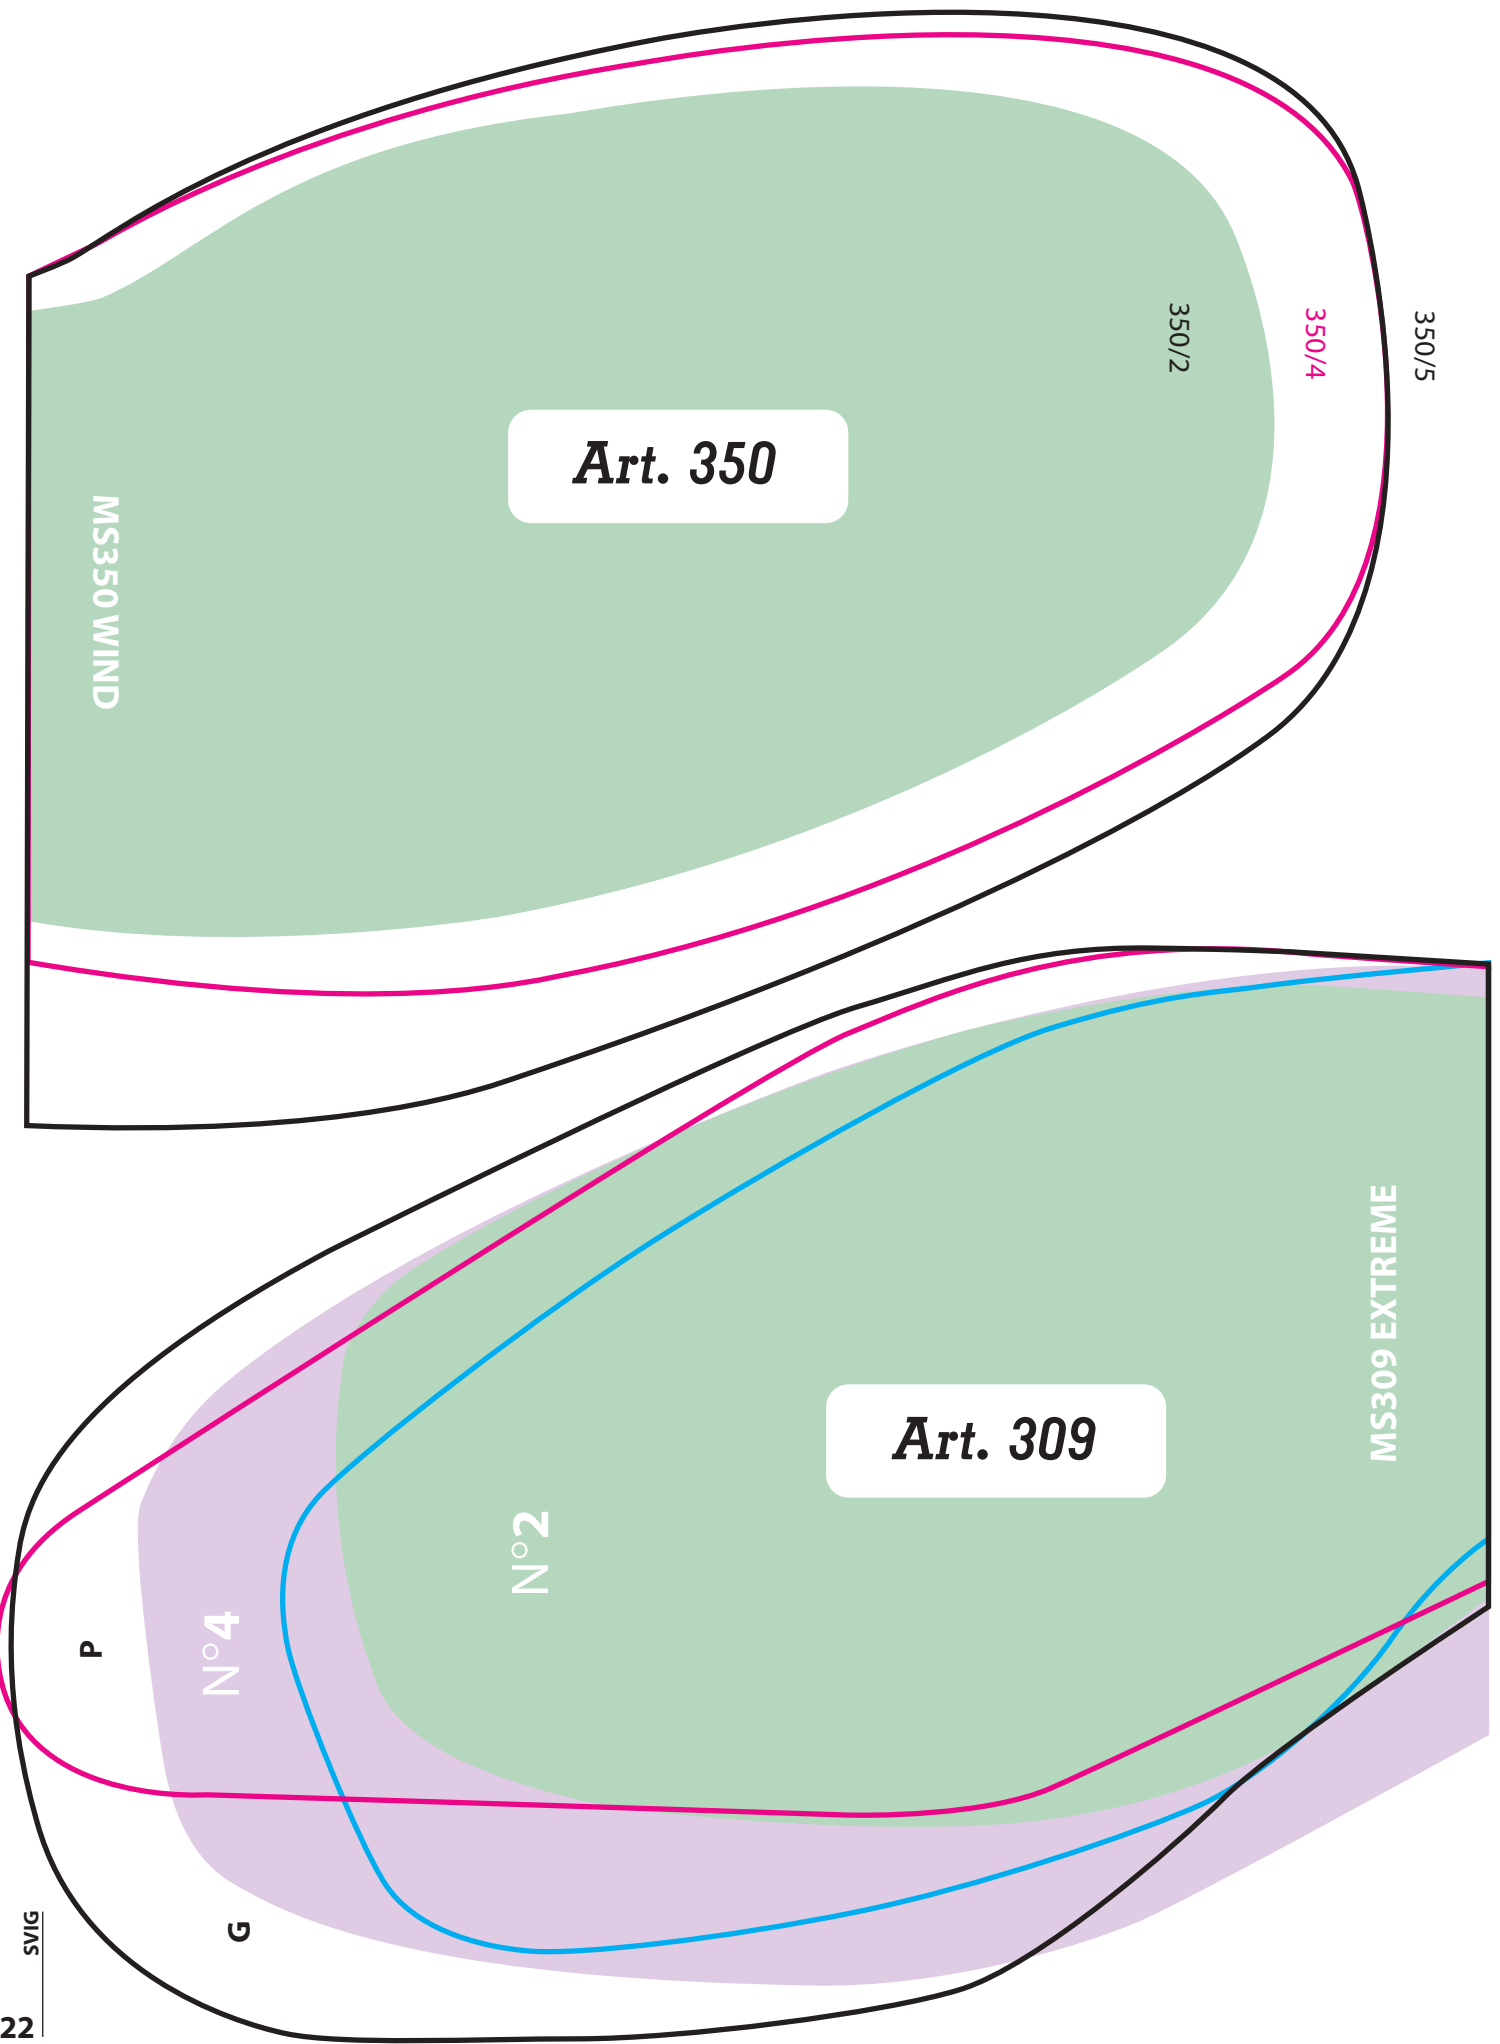 350/2
350/4
350/5
Art. 350
MS350 WIND
MS309 EXTREME
Art. 309
N°2
N°4
P
G
SVIG
22